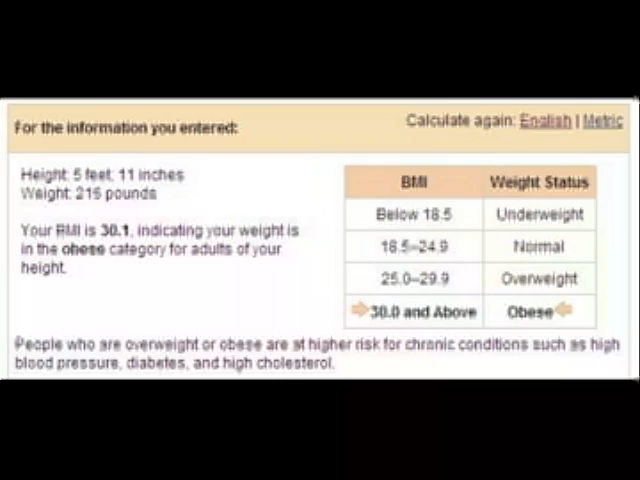 For the information you entered:
Calculate again: English | Metric
Height: 5 feet, 11 inches
Weight: 215 pounds
Your BMI is 30.1, indicating your weight is
in the obese category for adults of your
height.
BMI Weight Status
Below 18.5 Underweight
18.5–24.9 Normal
25.0–29.9 Overweight
30.0 and Above Obese
People who are overweight or obese are at higher risk for chronic conditions such as high
blood pressure, diabetes, and high cholesterol.